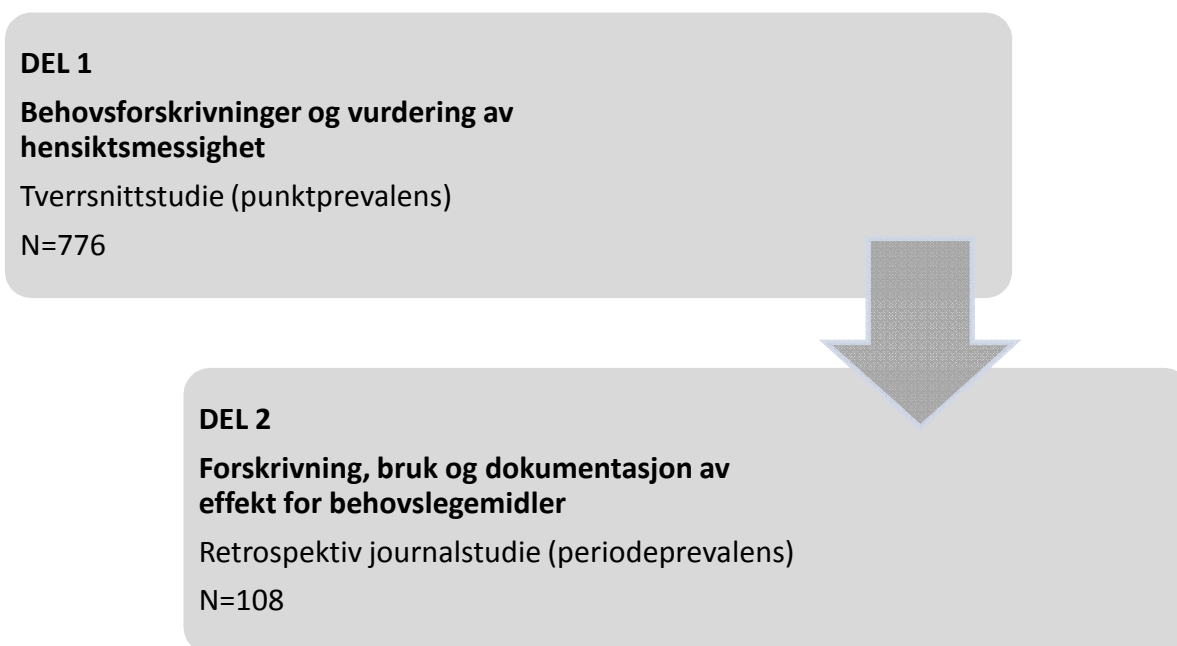 DEL 1
Behovsforskrivninger og vurdering av
hensiktsmessighet
Tverrsnittstudie (punktprevalens)
N=776
DEL 2
Forskrivning, bruk og dokumentasjon av
effekt for behovslegemidler
Retrospektiv journalstudie (periodeprevalens)
N=108